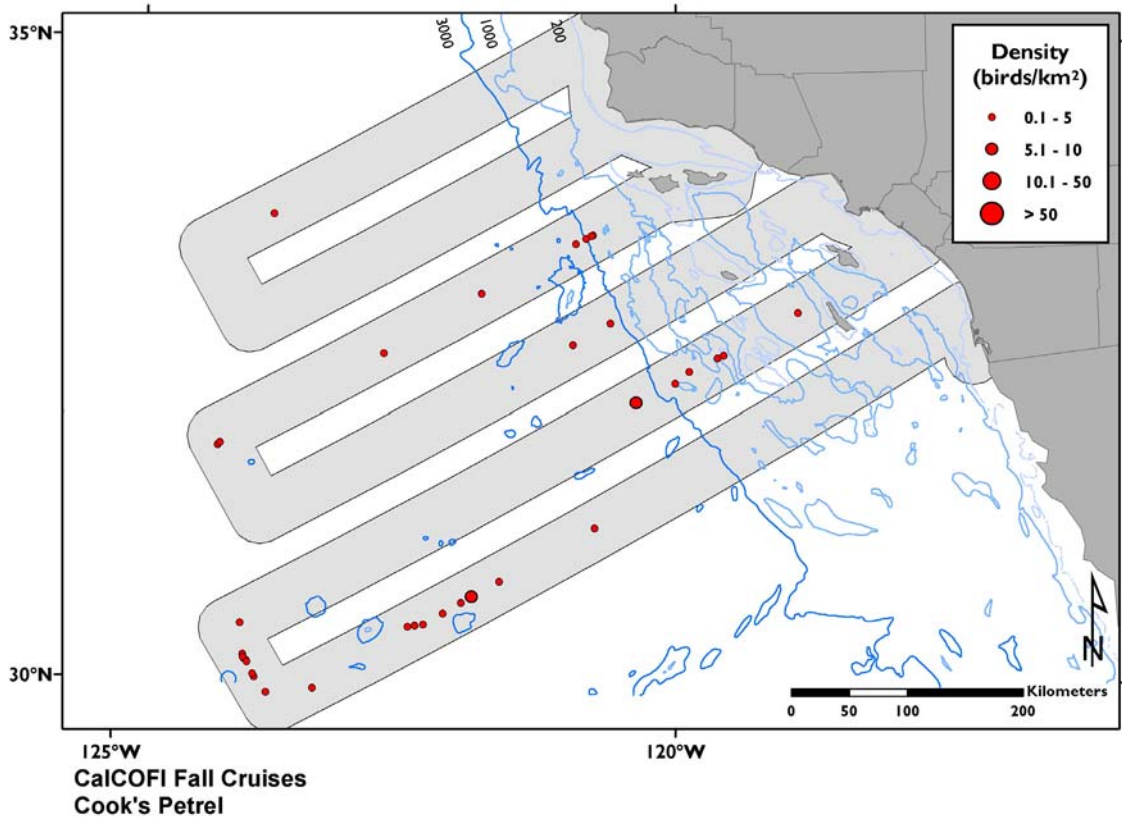 35°N
3000
1000
200
Density
(birds/km²)
0.1 - 5
5.1 - 10
10.1 - 50
> 50
30°N
N
Kilometers
0 50 100 200
125°W 120°W
CalCOFI Fall Cruises
Cook's Petrel